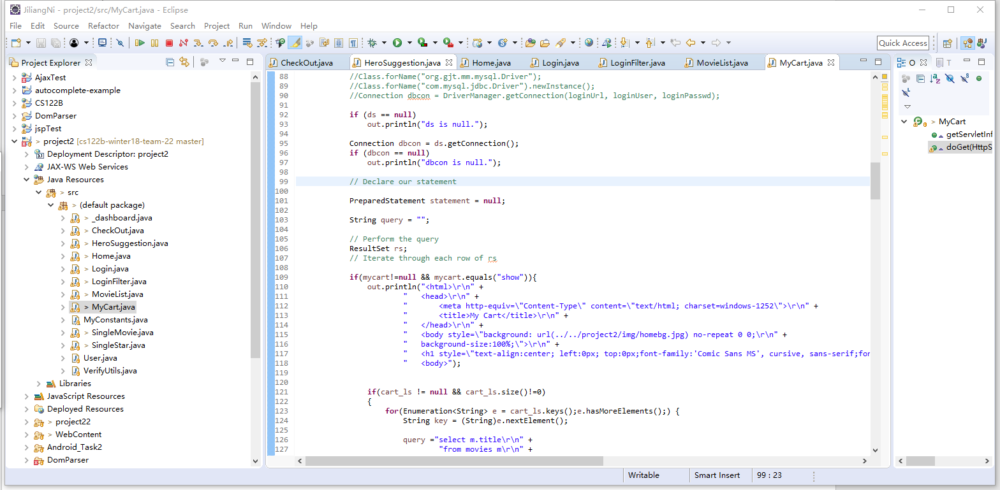 JiliangNi - project2/src/MyCart.java - Eclipse
File Edit Source Refactor Navigate Search Project Run Window Help
Quick Access
Project Explorer
AjaxTest
autocomplete-example
CS122B
DomParser
jspTest
> project2 [cs122b-winter18-team-22 master]
Deployment Descriptor: project2
JAX-WS Web Services
Java Resources
> src
> (default package)
> _dashboard.java
> CheckOut.java
> HeroSuggestion.java
> Home.java
> Login.java
> LoginFilter.java
> MovieList.java
> MyCart.java
MyConstants.java
> SingleMovie.java
> SingleStar.java
User.java
VerifyUtils.java
Libraries
JavaScript Resources
Deployed Resources
> project22
> WebContent
Android_Task2
DomParser
CheckOut.java HeroSuggestion.java Home.java Login.java LoginFilter.java MovieList.java MyCart.java
88 //Class.forName("org.gjt.mm.mysql.Driver");
89 //Class.forName("com.mysql.jdbc.Driver").newInstance();
90 //Connection dbcon = DriverManager.getConnection(loginUrl, loginUser, loginPasswd);
91
92 if (ds == null)
93 out.println("ds is null.");
94
95 Connection dbcon = ds.getConnection();
96 if (dbcon == null)
97 out.println("dbcon is null.");
98
99 // Declare our statement
100
101 PreparedStatement statement = null;
102
103 String query = "";
104
105 // Perform the query
106 ResultSet rs;
107 // Iterate through each row of rs
108
109 if(mycart!=null && mycart.equals("show")){
110 out.println("<html>\r\n" +
111 " <head>\r\n" +
112 " <meta http-equiv=\"Content-Type\" content=\"text/html; charset=windows-1252\">\r\n" +
113 " <title>My Cart</title>\r\n" +
114 " </head>\r\n" +
115 " <body style=\"background: url(../../project2/img/homebg.jpg) no-repeat 0 0;\r\n" +
116 " background-size:100%;\">\r\n" +
117 " <h1 style=\"text-align:center; left:0px; top:0px;font-family:'Comic Sans MS', cursive, sans-serif;for
118 " <body>");
119
120
121 if(cart_ls != null && cart_ls.size()!=0)
122 {
123 for(Enumeration<String> e = cart_ls.keys();e.hasMoreElements();) {
124 String key = (String)e.nextElement();
125
126 query ="select m.title\r\n" +
127 "from movies m\r\n" +
O T
> MyCart
getServletInf
doGet(HttpS
Writable Smart Insert 99 : 23